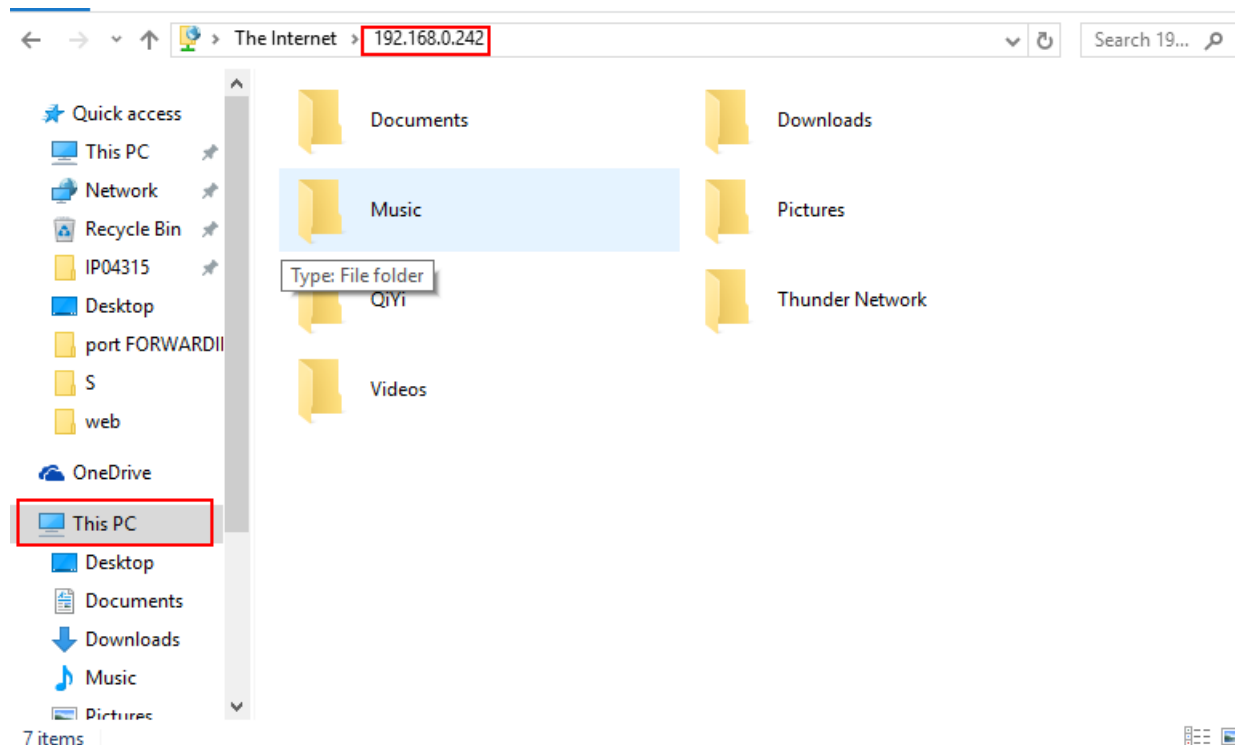 The Internet > 192.168.0.242
Search 19...
Quick access
This PC
Network
Recycle Bin
IP04315
Desktop
port FORWARDI
S
web
OneDrive
This PC
Desktop
Documents
Downloads
Music
Pictures
Documents
Downloads
Music
Pictures
Type: File folder
QiYi
Thunder Network
Videos
7 items